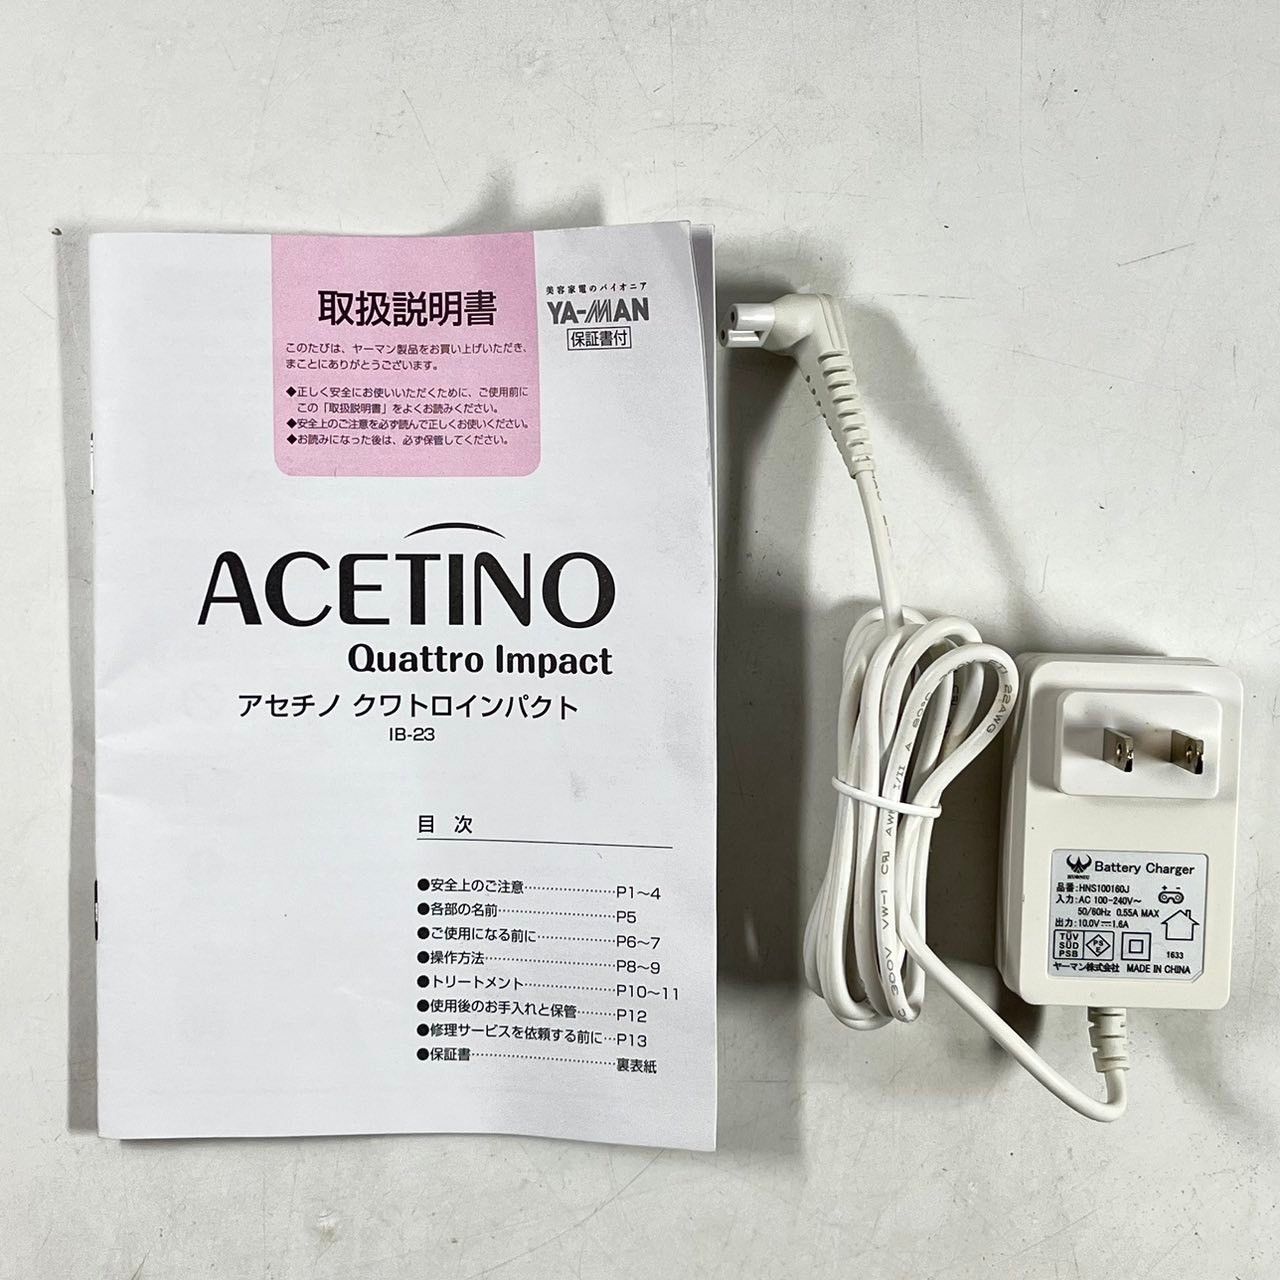 取扱説明書
このたびは、ヤーマン製品をお買い上げいただき、
まことにありがとうございます。
◆正しく安全にお使いいただくために、ご使用前に
この「取扱説明書」をよくお読みください。
◆安全上のご注意を必ず読んで正しくお使いください。
◆お読みになった後は、必ず保管してください。
美容家電のパイオニア
YA-MAN
保証書付
ACETINO
Quattro Impact
アセチノ クワトロインパクト
IB-23
目 次
●安全上のご注意…………………P1~4
●各部の名前………………………P5
●ご使用になる前に………………P6~7
●操作方法…………………………P8~9
●トリートメント…………………P10~11
●使用後のお手入れと保管………P12
●修理サービスを依頼する前に…P13
●保証書……………………………裏表紙
22AWG
300V VW-1 CRU AW
Battery Charger
品番:HNS100160J
入力:AC 100-240V~
50/60Hz 0.55A MAX
出力:10.0V⎓1.6A
TÜV
SÜD
PSB
PS
E
1633
ヤーマン株式会社 MADE IN CHINA